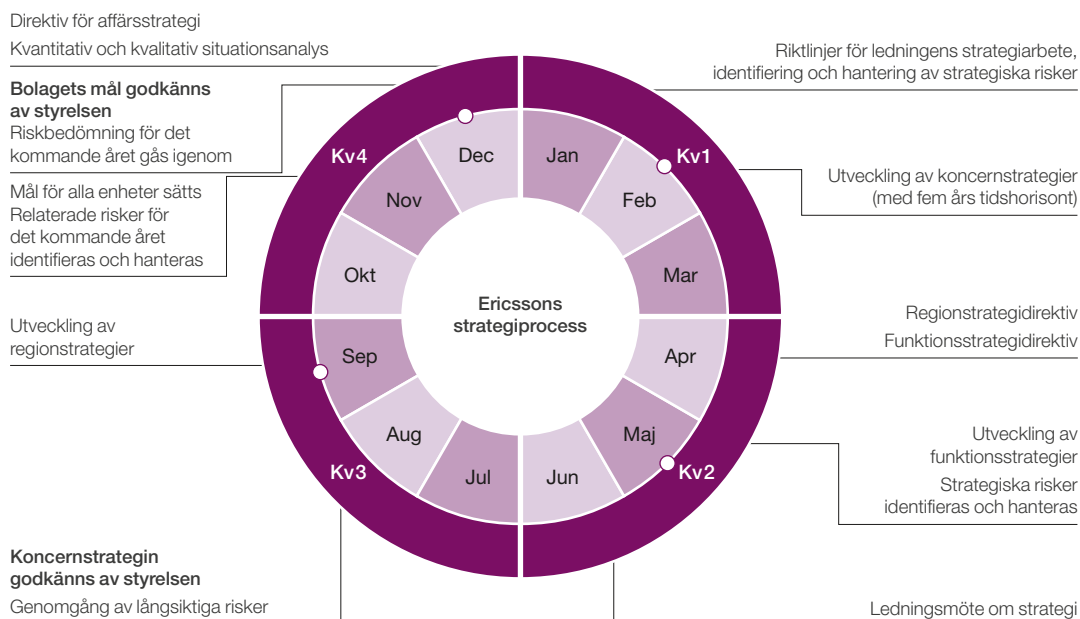 Direktiv för affärsstrategi
Kvantitativ och kvalitativ situationsanalys
Bolagets mål godkänns
av styrelsen
Riskbedömning för det
kommande året gås igenom
Mål för alla enheter sätts
Relaterade risker för
det kommande året
identifieras och hanteras
Utveckling av
regionstrategier
Koncernstrategin
godkänns av styrelsen
Genomgång av långsiktiga risker
Riktlinjer för ledningens strategiarbete,
identifiering och hantering av strategiska risker
Utveckling av koncernstrategier
(med fem års tidshorisont)
Regionstrategidirektiv
Funktionsstrategidirektiv
Utveckling av
funktionsstrategier
Strategiska risker
identifieras och hanteras
Ledningsmöte om strategi
Kv1
Kv2
Kv3
Kv4
Jan
Feb
Mar
Apr
Maj
Jun
Jul
Aug
Sep
Okt
Nov
Dec
Ericssons
strategiprocess